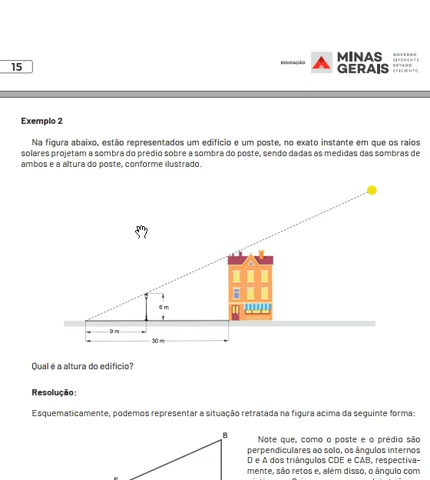 15
EDUCAÇÃO
MINAS
GERAIS
GOVERNO
DIFERENTE.
ESTADO
EFICIENTE.
Exemplo 2
Na figura abaixo, estão representados um edifício e um poste, no exato instante em que os raios
solares projetam a sombra do prédio sobre a sombra do poste, sendo dadas as medidas das sombras de
ambos e a altura do poste, conforme ilustrado.
6 m
9 m
30 m
Qual é a altura do edifício?
Resolução:
Esquematicamente, podemos representar a situação retratada na figura acima da seguinte forma:
B
Note que, como o poste e o prédio são
perpendiculares ao solo, os ângulos internos
D e A dos triângulos CDE e CAB, respectiva-
mente, são retos e, além disso, o ângulo com